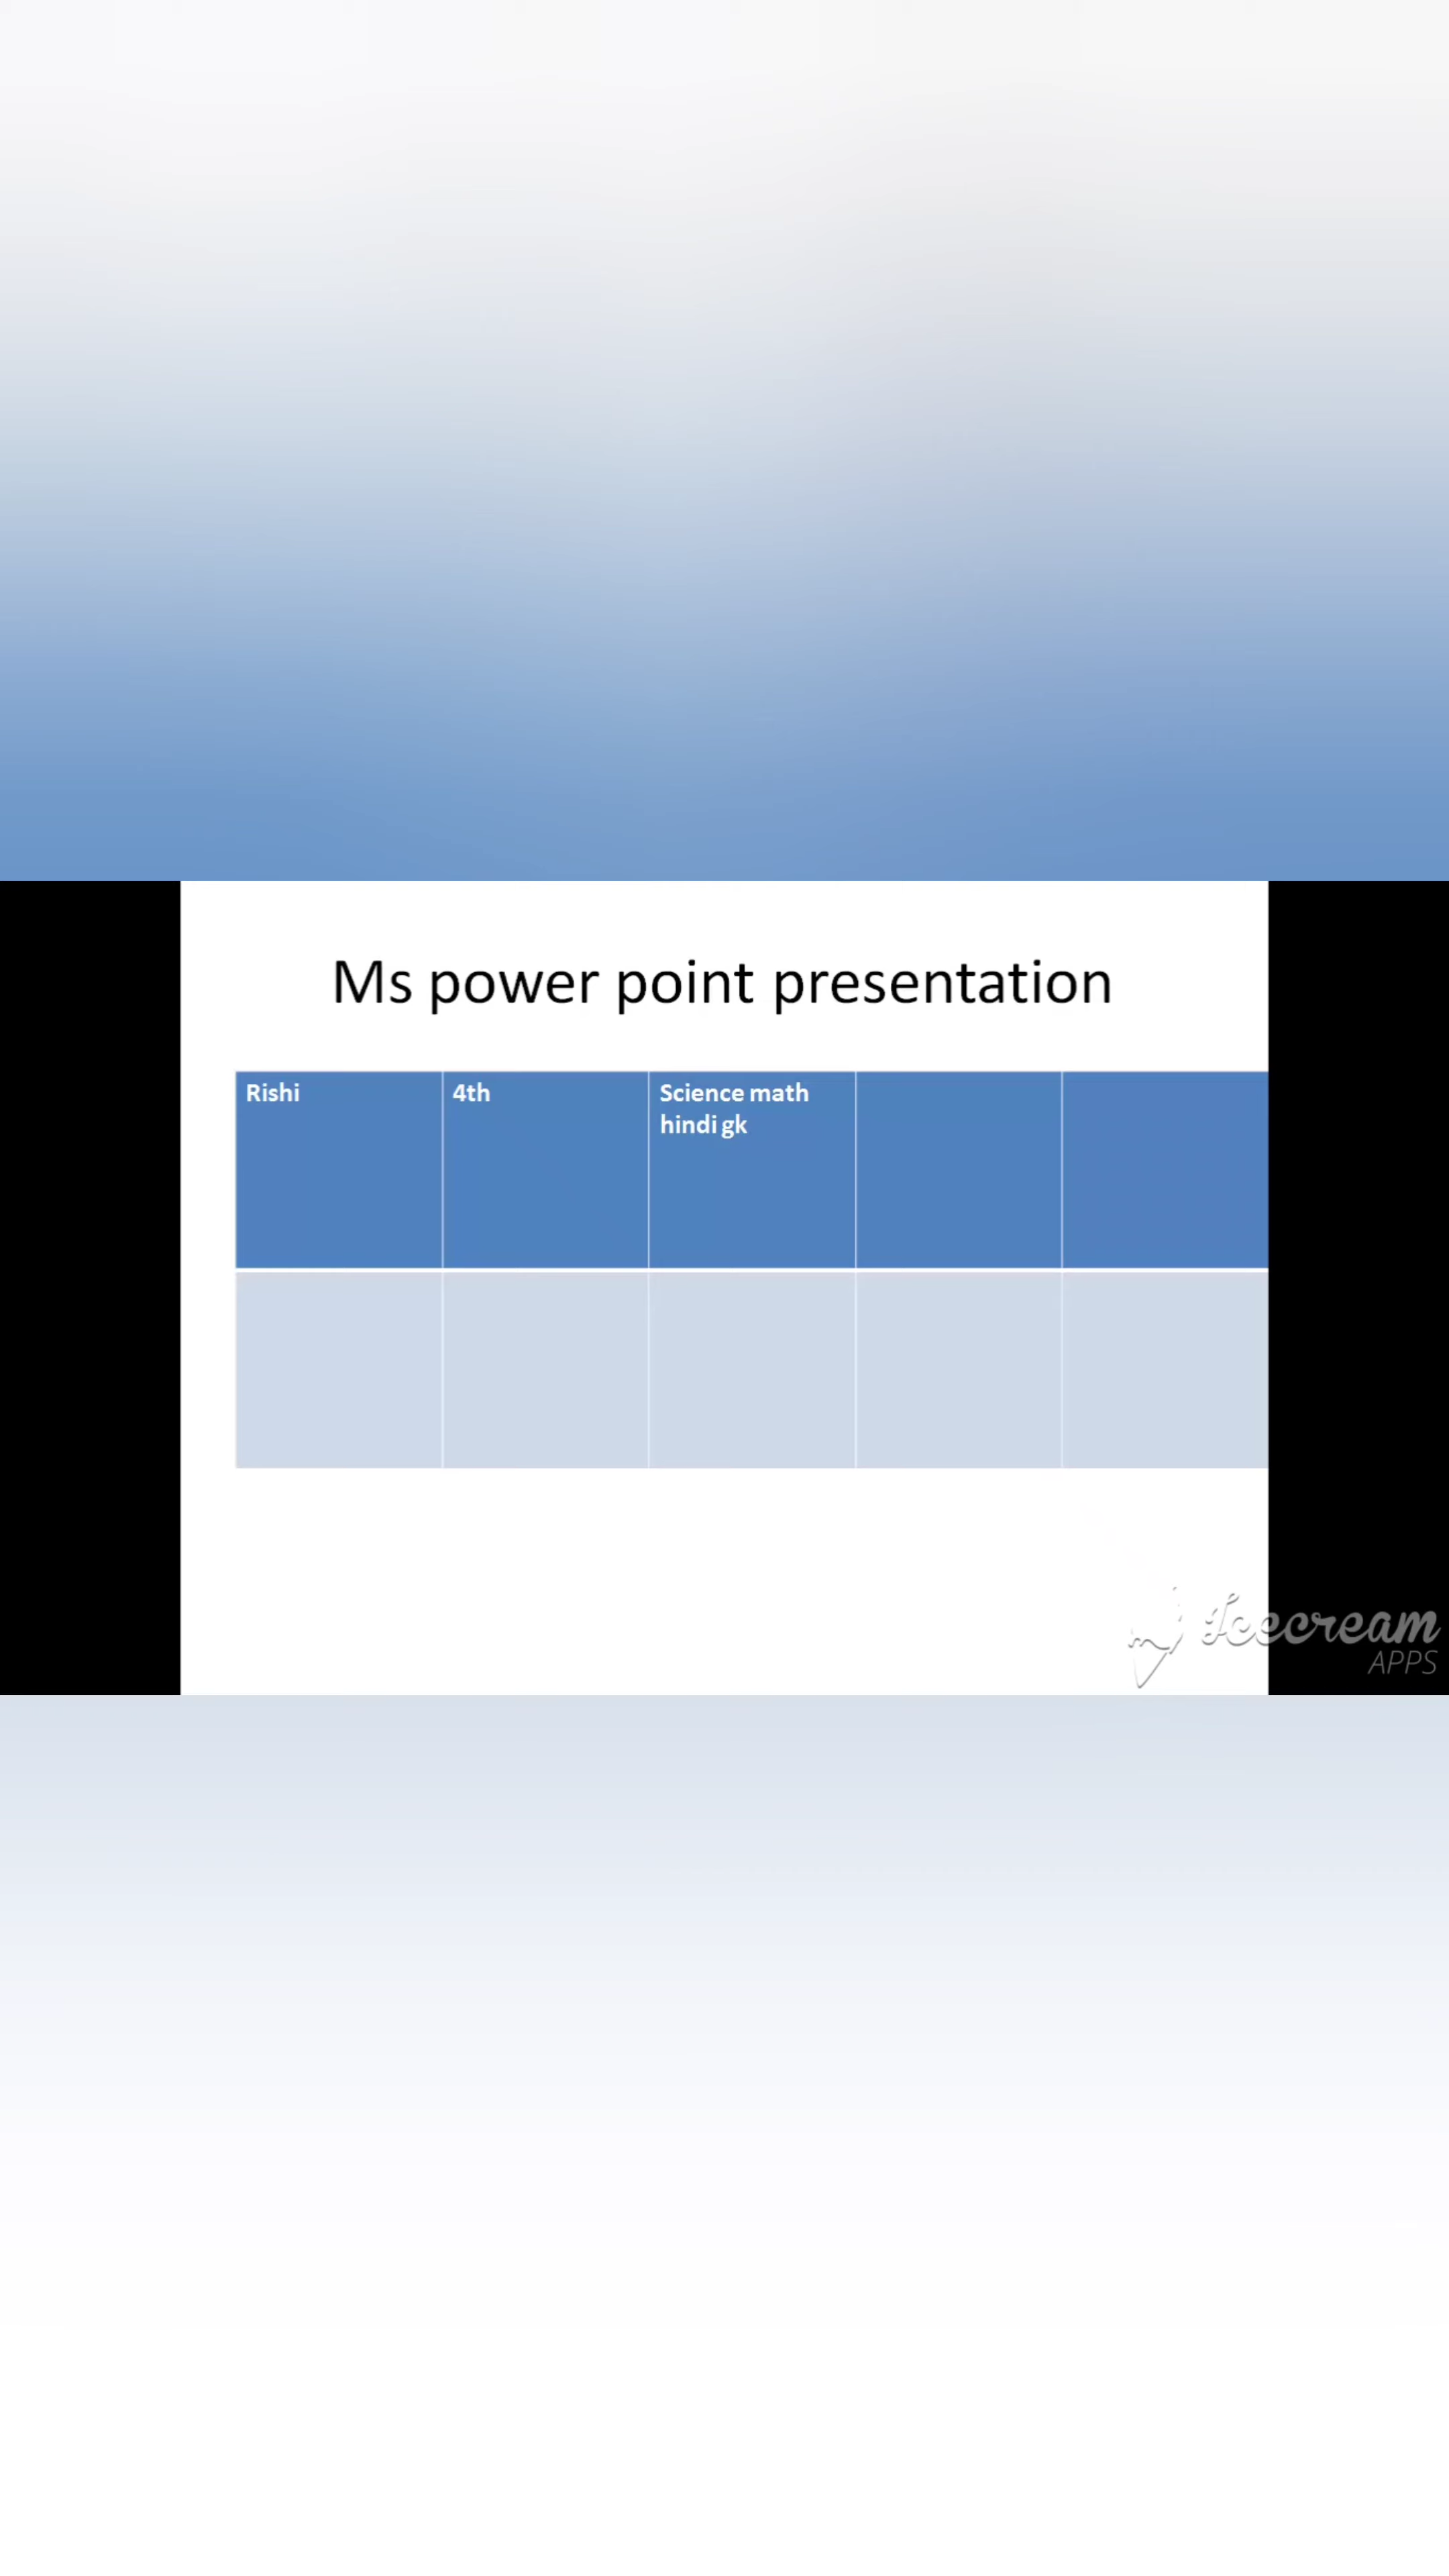 Ms power point presentation
Rishi
4th
Science math
hindi gk
Icecream
APPS